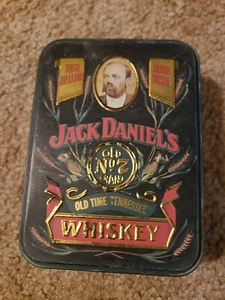 JACK DANIEL'S
OLD
No. 7
BRAND
OLD TIME TENNESSEE
WHISKEY